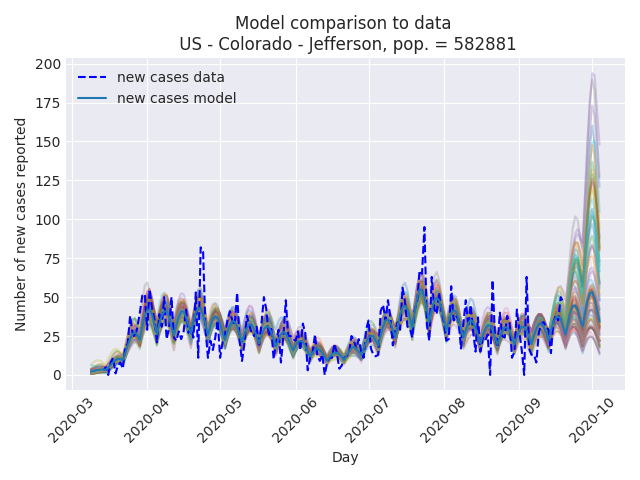 Model comparison to data
US - Colorado - Jefferson, pop. = 582881
new cases data
new cases model
Number of new cases reported
200
175
150
125
100
75
50
25
0
2020-03
2020-04
2020-05
2020-06
2020-07
2020-08
2020-09
2020-10
Day